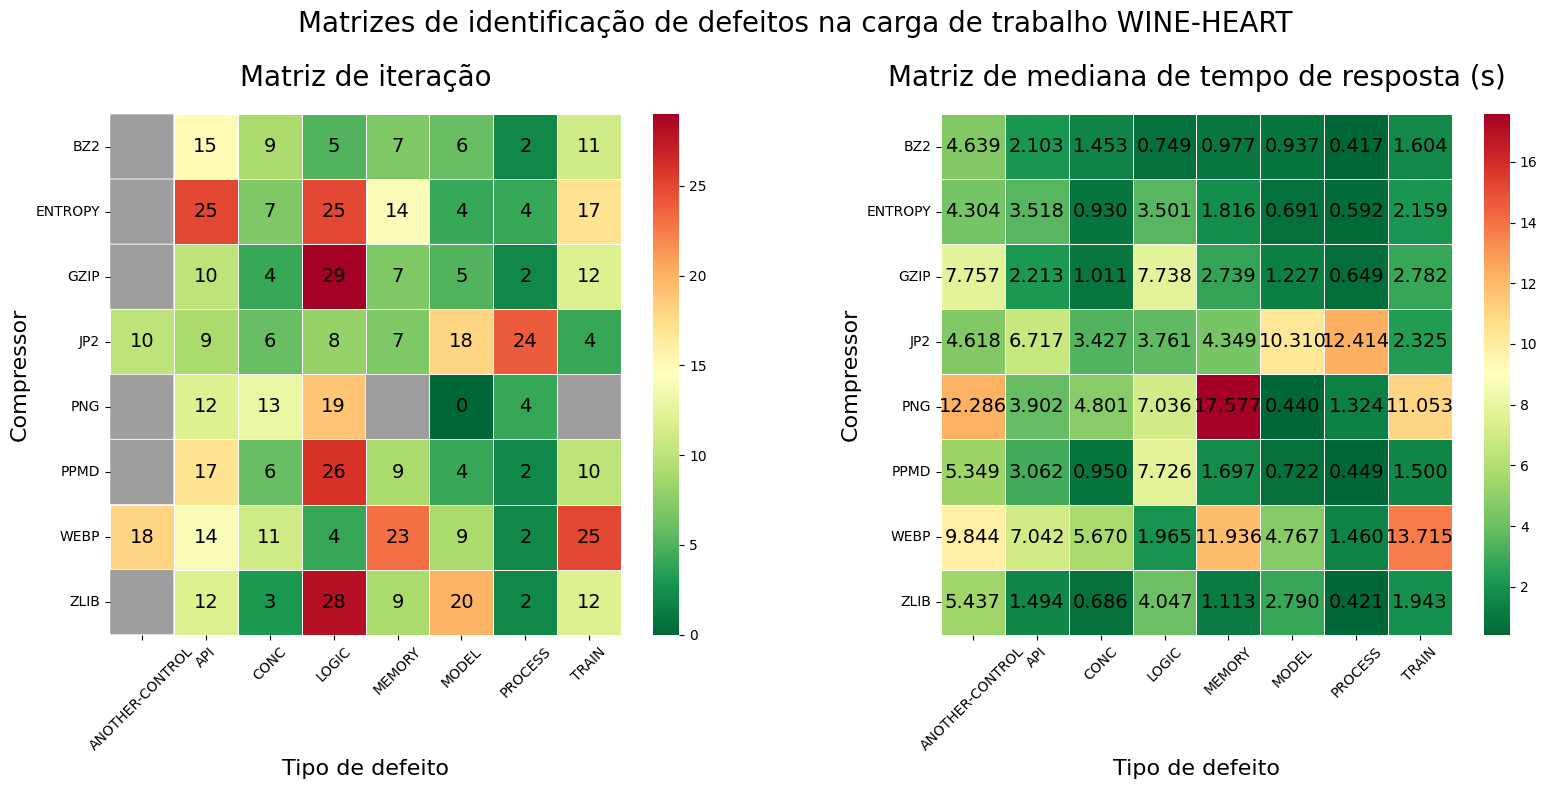 Matrizes de identificação de defeitos na carga de trabalho WINE-HEART
Matriz de iteração
Compressor
BZ2 15 9 5 7 6 2 11
ENTROPY 25 7 25 14 4 4 17
GZIP 10 4 29 7 5 2 12
JP2 10 9 6 8 7 18 24 4
PNG 12 13 19 0 4
PPMD 17 6 26 9 4 2 10
WEBP 18 14 11 4 23 9 2 25
ZLIB 12 3 28 9 20 2 12
ANOTHER-CONTROL API CONC LOGIC MEMORY MODEL PROCESS TRAIN
Tipo de defeito
25
20
15
10
5
0
Matriz de mediana de tempo de resposta (s)
Compressor
BZ2 4.639 2.103 1.453 0.749 0.977 0.937 0.417 1.604
ENTROPY 4.304 3.518 0.930 3.501 1.816 0.691 0.592 2.159
GZIP 7.757 2.213 1.011 7.738 2.739 1.227 0.649 2.782
JP2 4.618 6.717 3.427 3.761 4.349 10.310 12.414 2.325
PNG 12.286 3.902 4.801 7.036 17.577 0.440 1.324 11.053
PPMD 5.349 3.062 0.950 7.726 1.697 0.722 0.449 1.500
WEBP 9.844 7.042 5.670 1.965 11.936 4.767 1.460 13.715
ZLIB 5.437 1.494 0.686 4.047 1.113 2.790 0.421 1.943
ANOTHER-CONTROL API CONC LOGIC MEMORY MODEL PROCESS TRAIN
Tipo de defeito
16
14
12
10
8
6
4
2